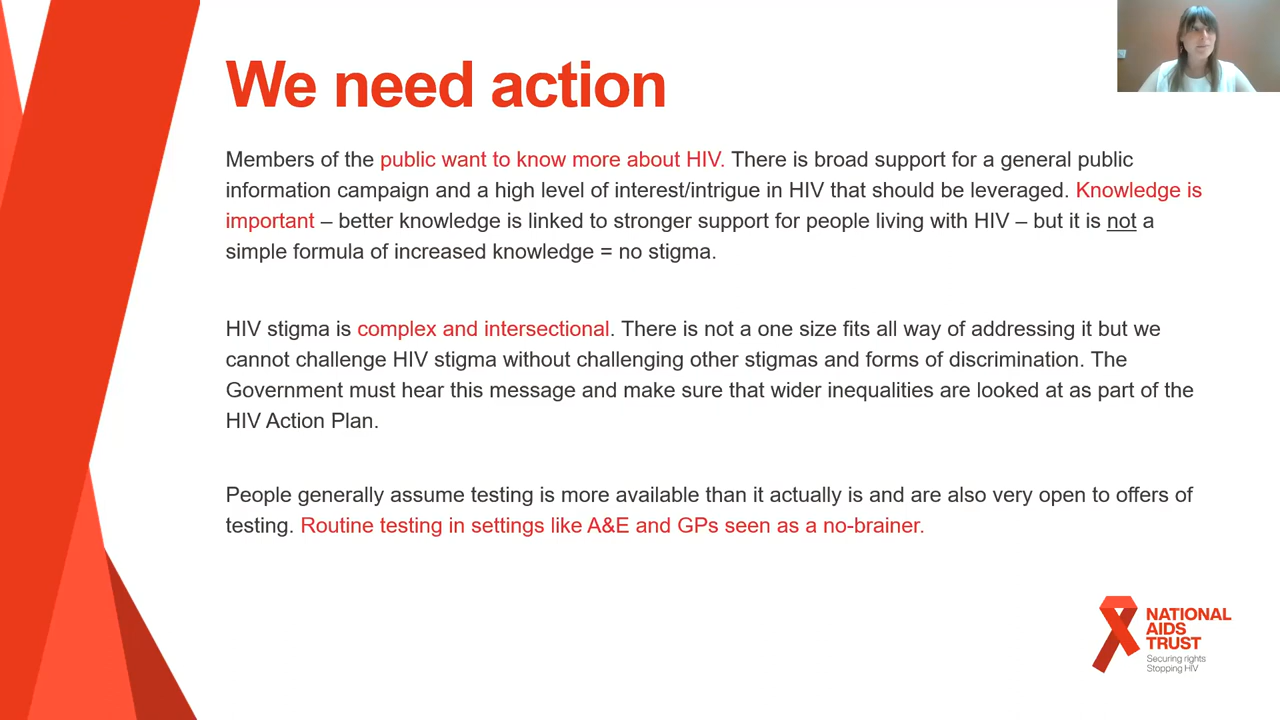 We need action
Members of the public want to know more about HIV. There is broad support for a general public
information campaign and a high level of interest/intrigue in HIV that should be leveraged. Knowledge is
important – better knowledge is linked to stronger support for people living with HIV – but it is not a
simple formula of increased knowledge = no stigma.
HIV stigma is complex and intersectional. There is not a one size fits all way of addressing it but we
cannot challenge HIV stigma without challenging other stigmas and forms of discrimination. The
Government must hear this message and make sure that wider inequalities are looked at as part of the
HIV Action Plan.
People generally assume testing is more available than it actually is and are also very open to offers of
testing. Routine testing in settings like A&E and GPs seen as a no-brainer.
NATIONAL
AIDS
TRUST
Securing rights
Stopping HIV